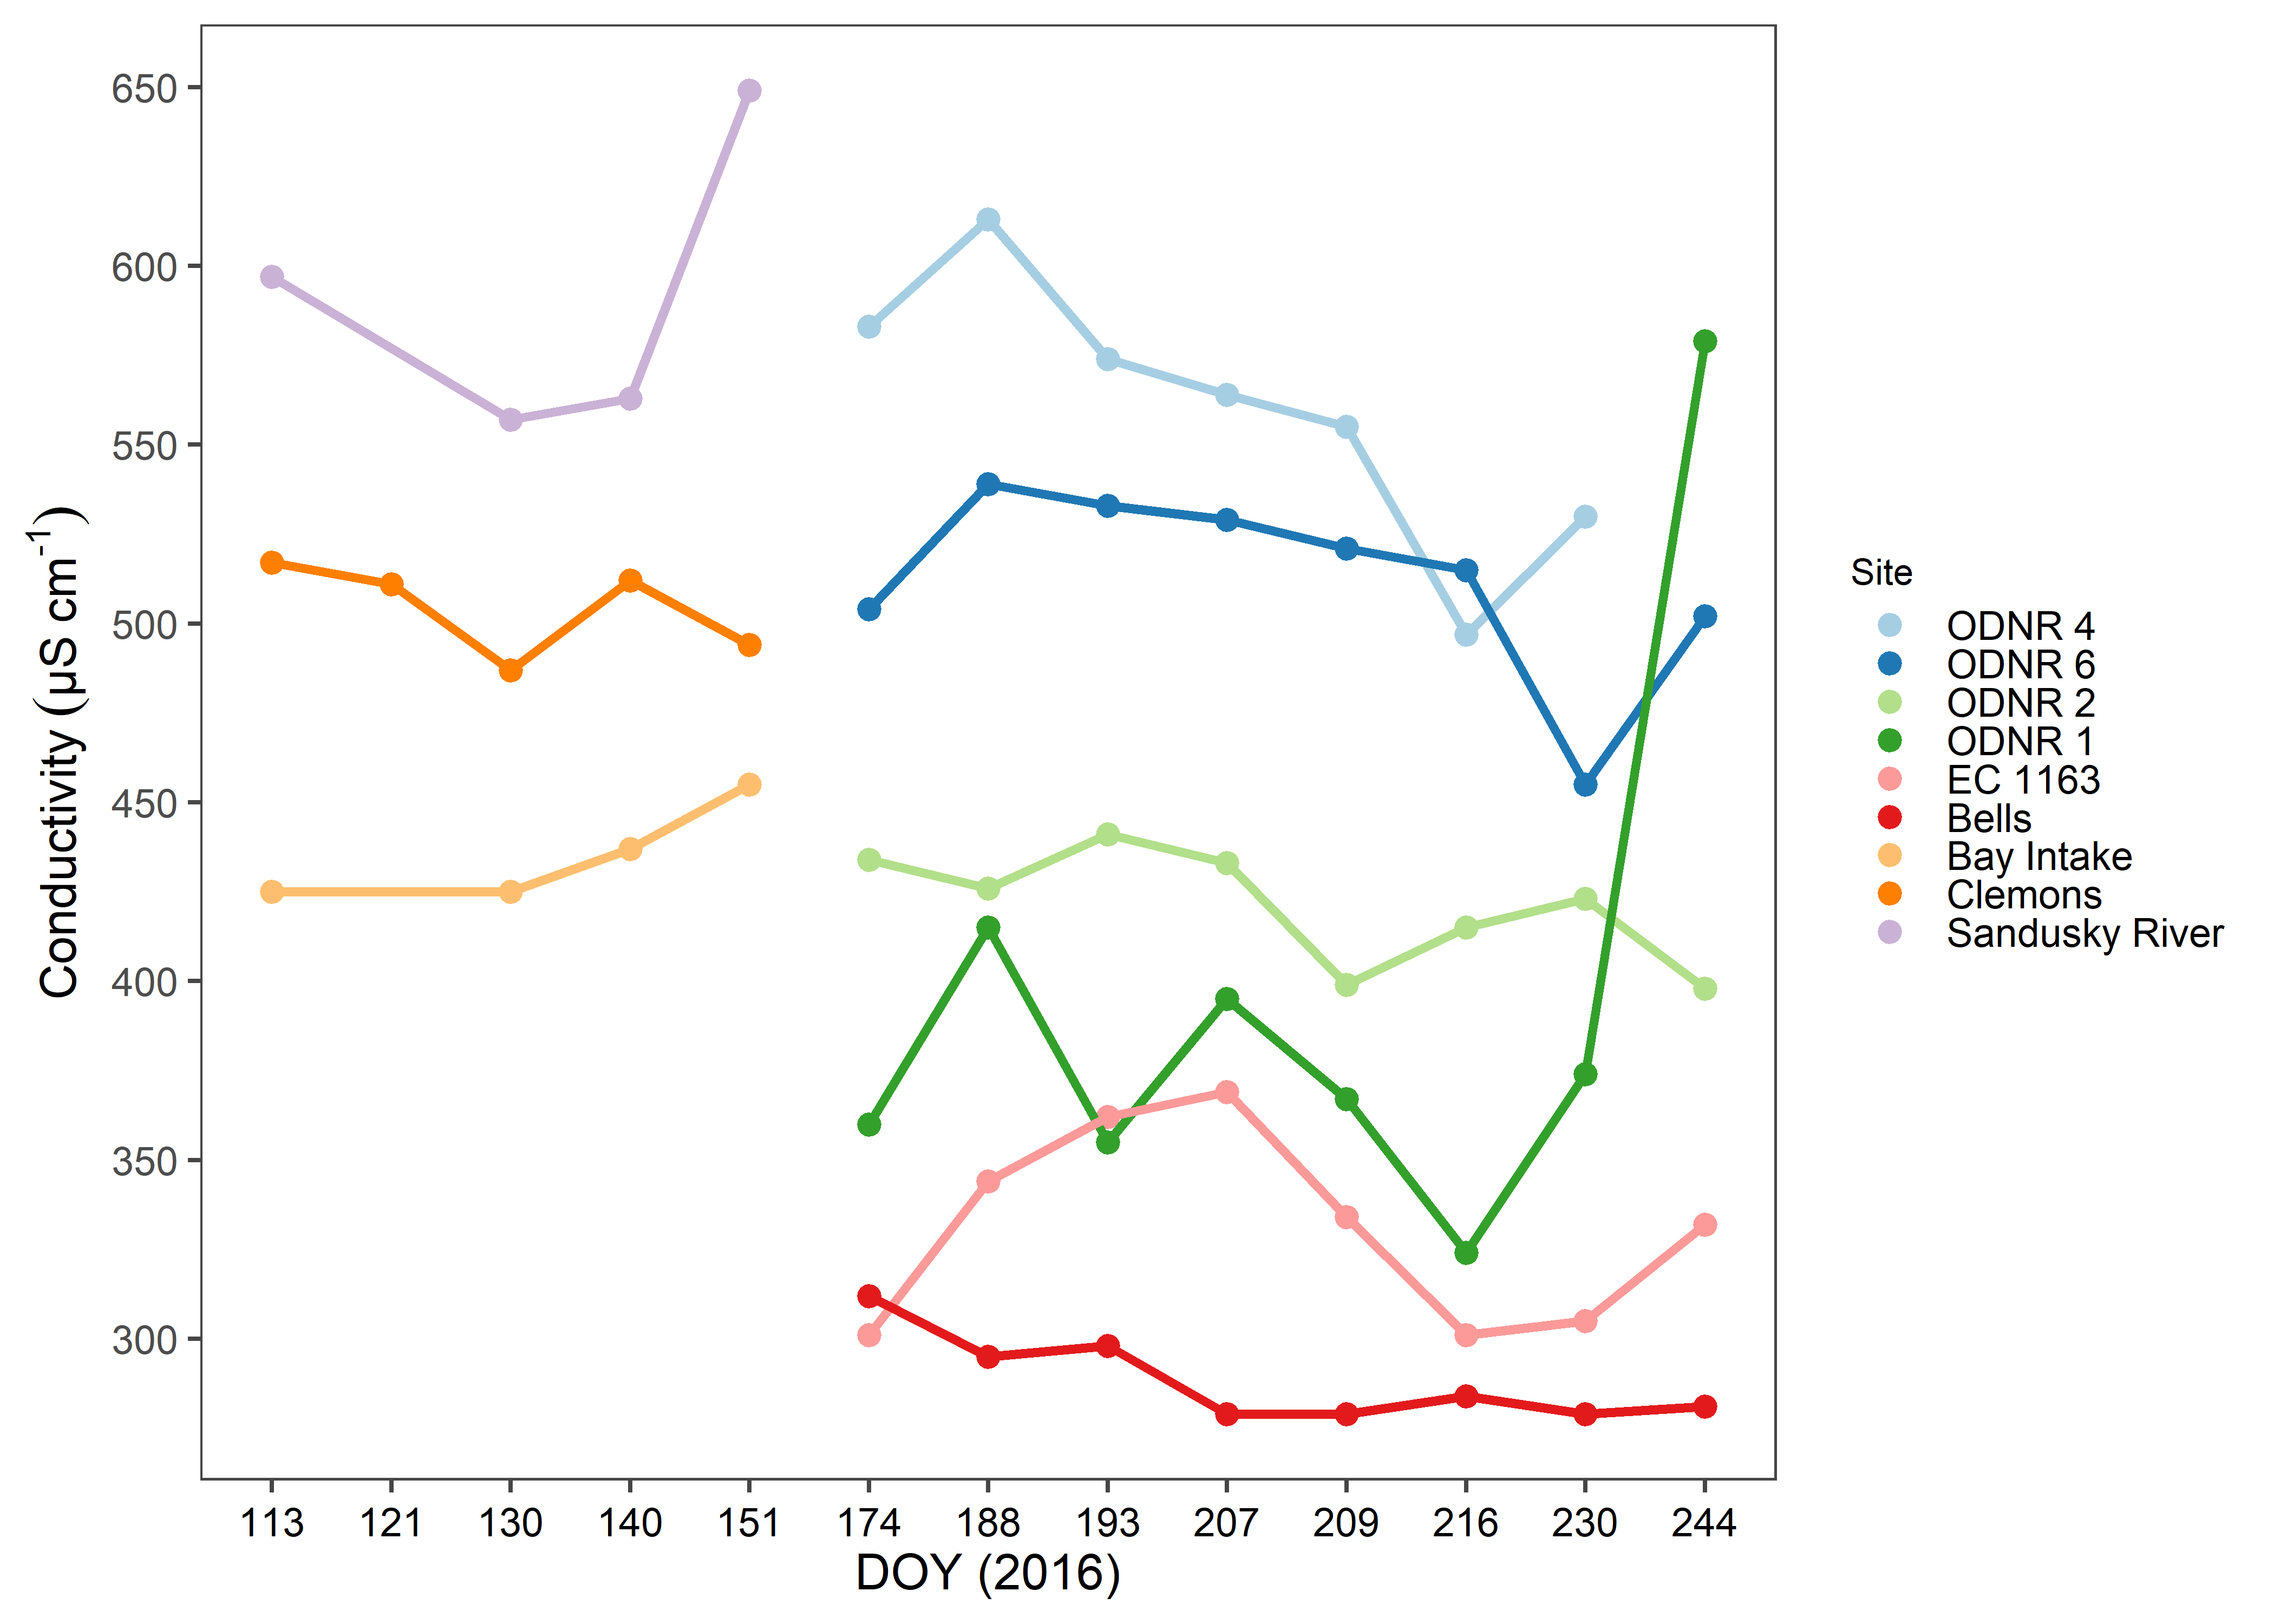 650
600
550
500
450
400
350
300
Conductivity (µS cm-1)
113 121 130 140 151 174 188 193 207 209 216 230 244
DOY (2016)
Site
ODNR 4
ODNR 6
ODNR 2
ODNR 1
EC 1163
Bells
Bay Intake
Clemons
Sandusky River